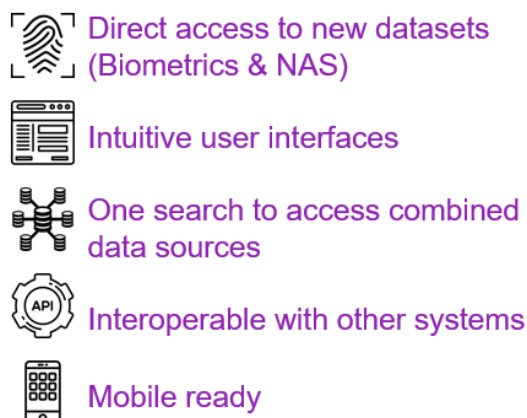 Direct access to new datasets
(Biometrics & NAS)
Intuitive user interfaces
One search to access combined
data sources
API
Interoperable with other systems
Mobile ready